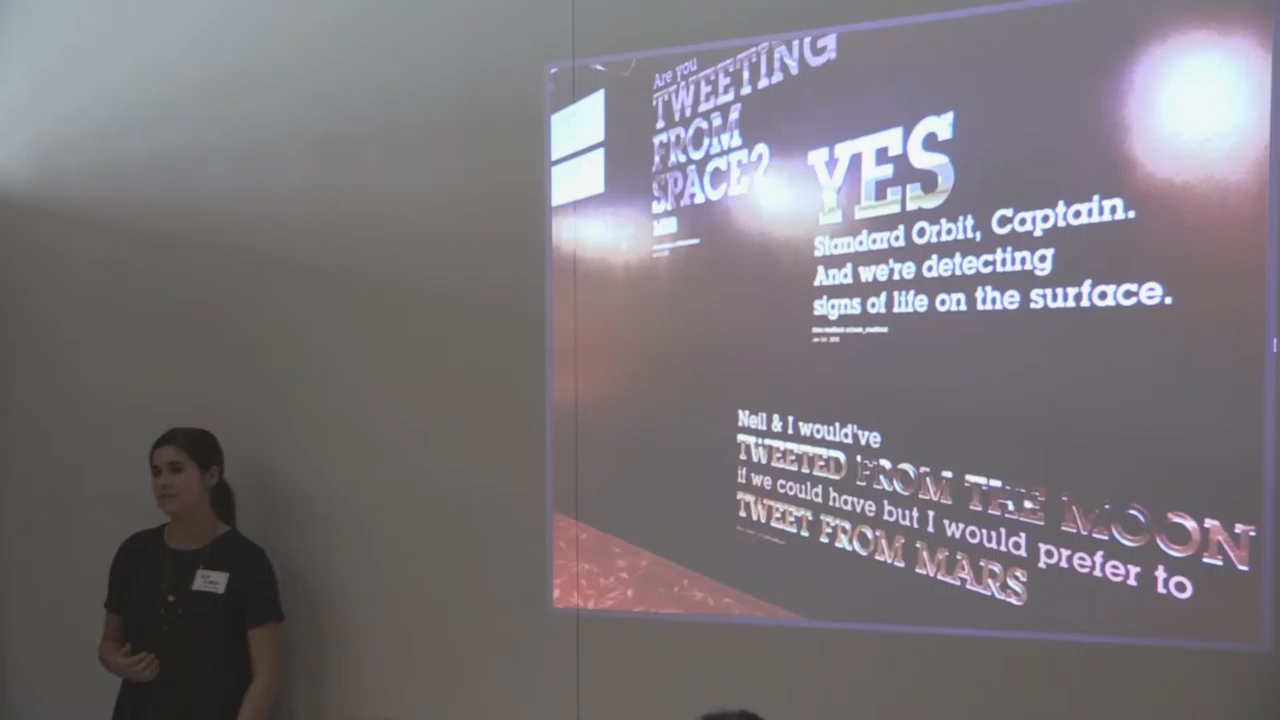 Are you
TWEETING
FROM
SPACE?
YES
Standard Orbit, Captain.
And we're detecting
signs of life on the surface.
Neil & I would've
TWEETED FROM THE MOON
if we could have but I would prefer to
TWEET FROM MARS